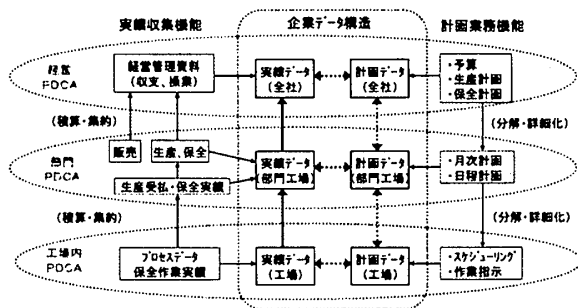 実績収集機能
企業データ構造
計画業務機能
経営
PDCA
経営管理資料
(収支、操業)
実績データ
(全社)
計画データ
(全社)
・予算
・生産計画
・保全計画
(積算・集約)
(分解・詳細化)
部門
PDCA
販売
生産、保全
生産受払・保全実績
実績データ
(部門工場)
計画データ
(部門工場)
・月次計画
・日程計画
(積算・集約)
(分解・詳細化)
工場内
PDCA
プロセスデータ
保全作業実績
実績データ
(工場)
計画データ
(工場)
・スケジューリング
・作業指示